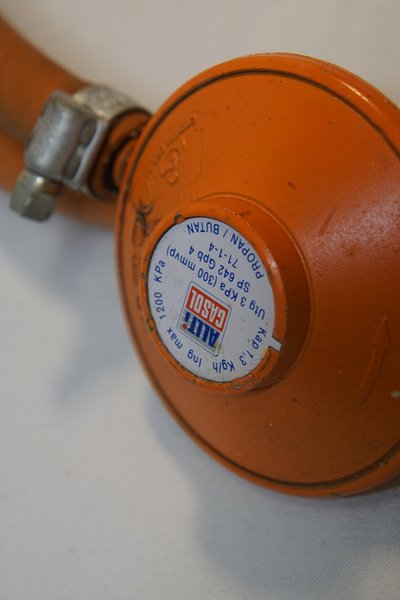 PROPAN / BUTAN
71-1-4
SP 642 Gpb 4
Utg 3 KPa (300 mmvp)
ALLT i
GASOL
Kap 1,3 Kg/h Ing max 1200 KPa